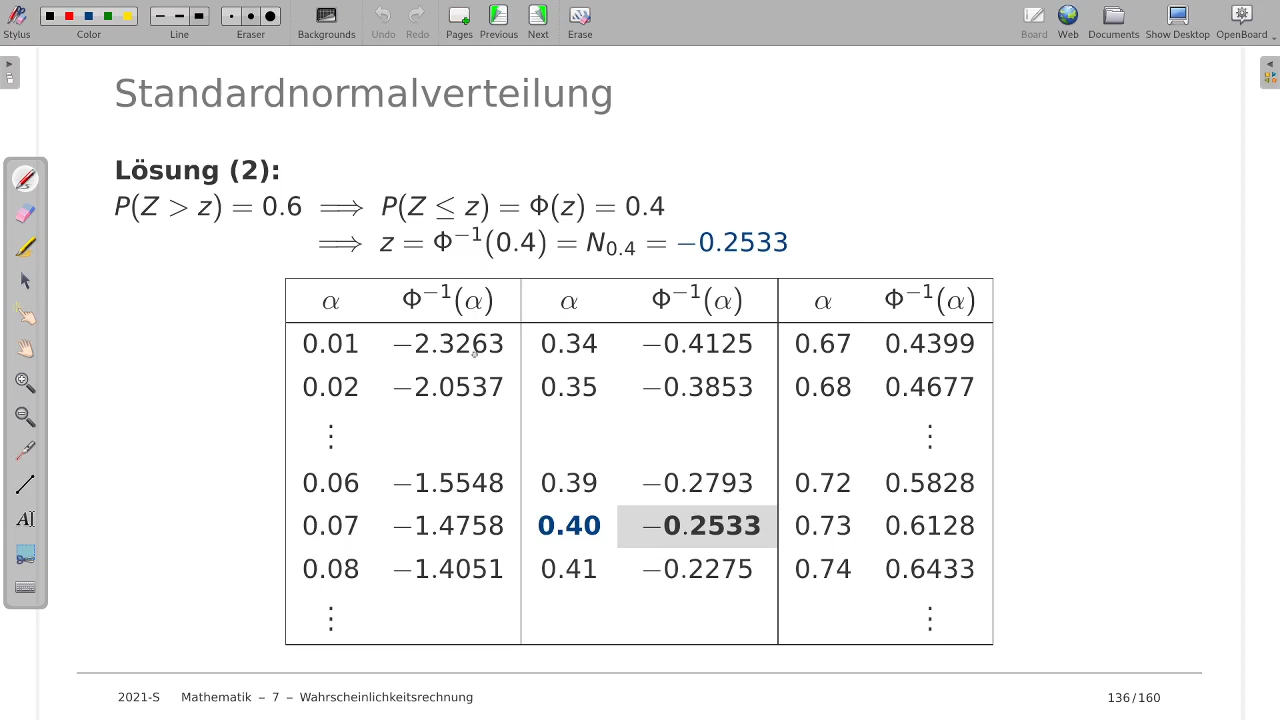 Stylus Color Line Eraser Backgrounds Undo Redo Pages Previous Next Erase Board Web Documents Show Desktop OpenBoard
Standardnormalverteilung
Lösung (2):
P(Z > z) = 0.6 ⟹ P(Z ≤ z) = Φ(z) = 0.4
⟹ z = Φ⁻¹(0.4) = N₀.₄ = −0.2533
α Φ⁻¹(α) α Φ⁻¹(α) α Φ⁻¹(α)
0.01 −2.3263 0.34 −0.4125 0.67 0.4399
0.02 −2.0537 0.35 −0.3853 0.68 0.4677
⋮ ⋮
0.06 −1.5548 0.39 −0.2793 0.72 0.5828
0.07 −1.4758 0.40 −0.2533 0.73 0.6128
0.08 −1.4051 0.41 −0.2275 0.74 0.6433
⋮ ⋮
2021-S Mathematik – 7 – Wahrscheinlichkeitsrechnung 136/160